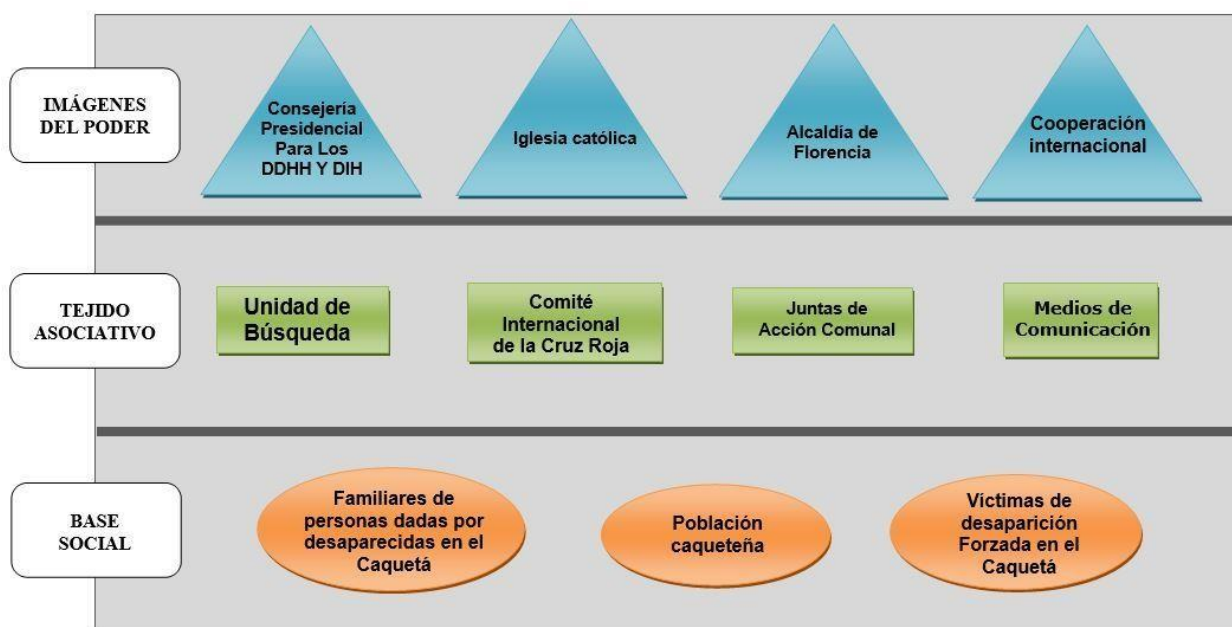 IMÁGENES
DEL PODER
Consejería
Presidencial
Para Los
DDHH Y DIH
Iglesia católica
Alcaldía de
Florencia
Cooperación
internacional
TEJIDO
ASOCIATIVO
Unidad de
Búsqueda
Comité
Internacional
de la Cruz Roja
Juntas de
Acción Comunal
Medios de
Comunicación
BASE
SOCIAL
Familiares de
personas dadas por
desaparecidas en el
Caquetá
Población
caqueteña
Víctimas de
desaparición
Forzada en el
Caquetá